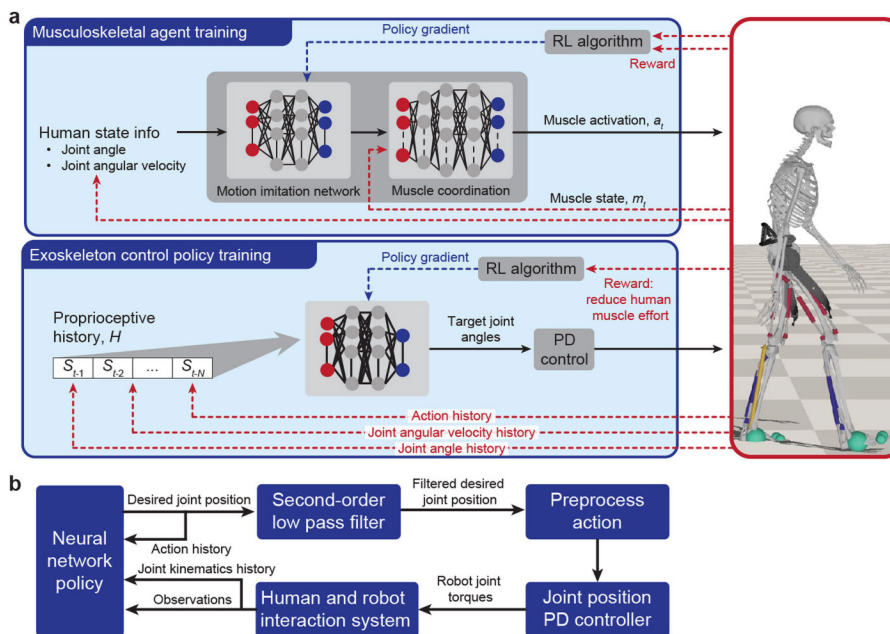 a
Musculoskeletal agent training
Policy gradient
RL algorithm
Reward
Human state info
• Joint angle
• Joint angular velocity
Motion imitation network
Muscle coordination
Muscle activation, aₜ
Muscle state, mₜ
Exoskeleton control policy training
Policy gradient
RL algorithm
Reward:
reduce human
muscle effort
Proprioceptive
history, H
Sₜ₋₁ Sₜ₋₂ ... Sₜ₋N
Target joint
angles
PD
control
Action history
Joint angular velocity history
Joint angle history
b
Neural
network
policy
Desired joint position
Action history
Second-order
low pass filter
Filtered desired
joint position
Preprocess
action
Joint kinematics history
Observations
Human and robot
interaction system
Robot joint
torques
Joint position
PD controller